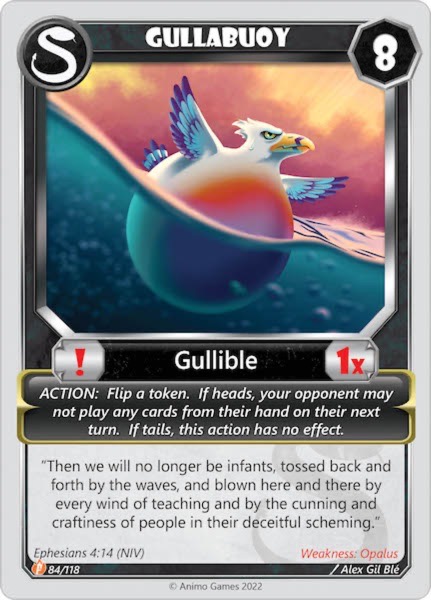 S
GULLABUOY
8
!
Gullible
1x
ACTION: Flip a token. If heads, your opponent may
not play any cards from their hand on their next
turn. If tails, this action has no effect.
"Then we will no longer be infants, tossed back and
forth by the waves, and blown here and there
by every wind of teaching and by the cunning and
craftiness of people in their deceitful scheming."
Ephesians 4:14 (NIV)
Weakness: Opalus
P 84/118
/ Alex Gil Blé
© Animo Games 2022